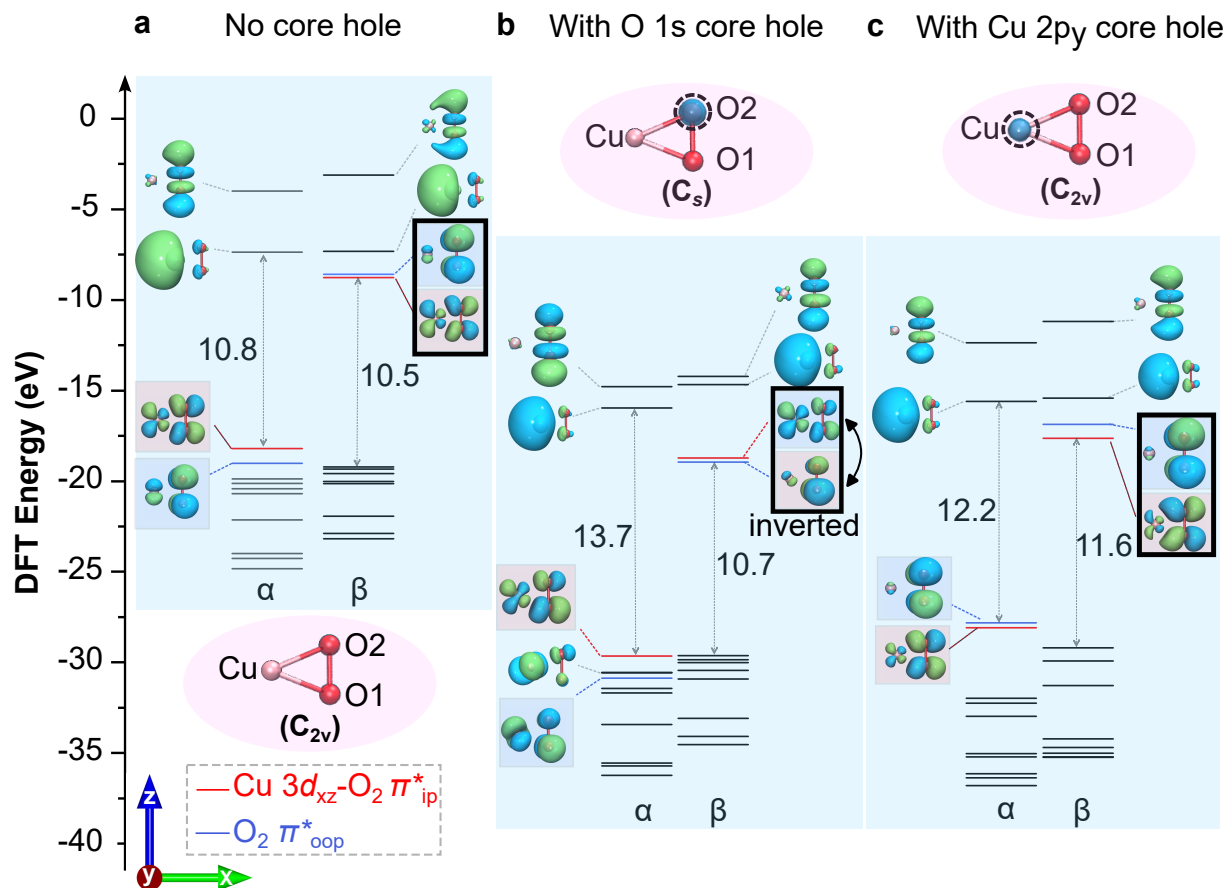 a No core hole
b With O 1s core hole
c With Cu 2py core hole
DFT Energy (eV)
0
-5
-10
-15
-20
-25
-30
-35
-40
10.8
10.5
α
β
Cu
O2
O1
(C2v)
Cu 3dxz-O2 π*ip
O2 π*oop
z
y
x
Cu
O2
O1
(Cs)
13.7
10.7
inverted
α
β
Cu
O2
O1
(C2v)
12.2
11.6
α
β